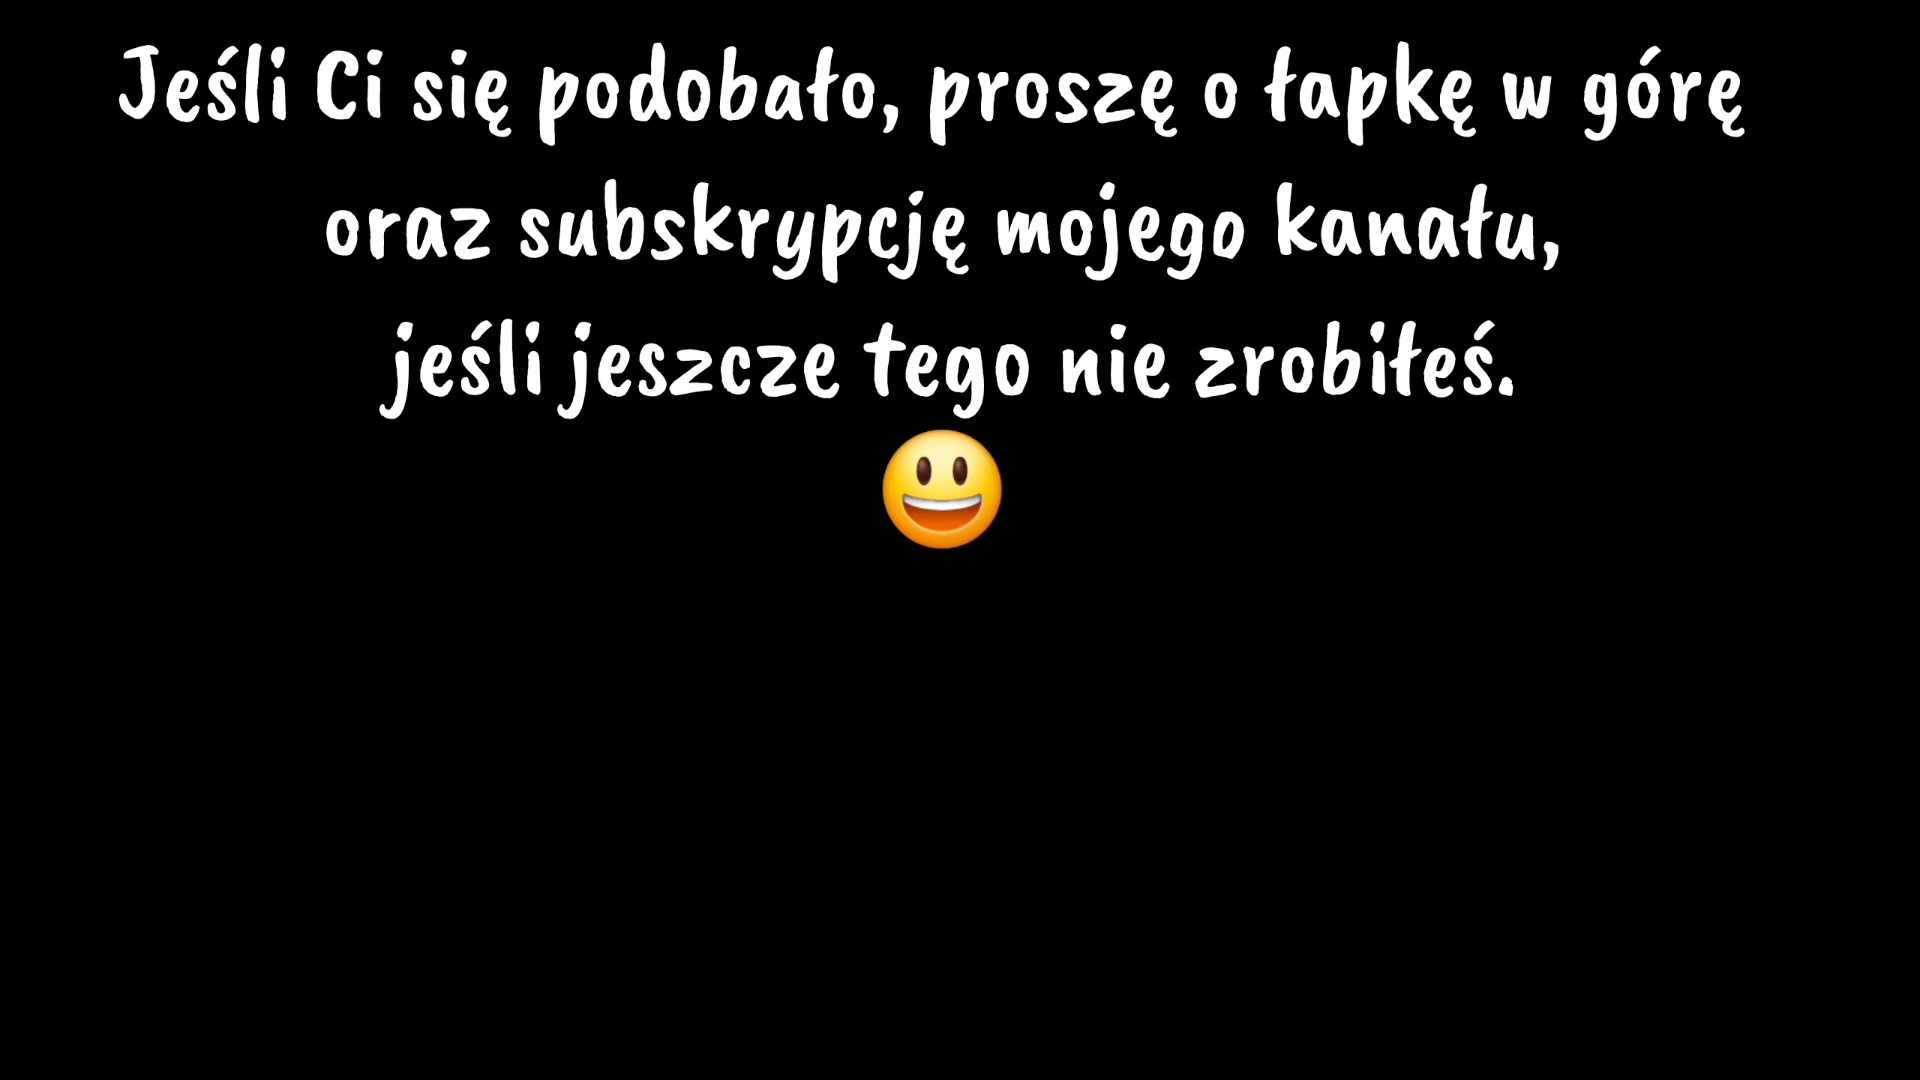 Jeśli Ci się podobało, proszę o łapkę w górę
oraz subskrypcję mojego kanału,
jeśli jeszcze tego nie zrobiłeś.
😃